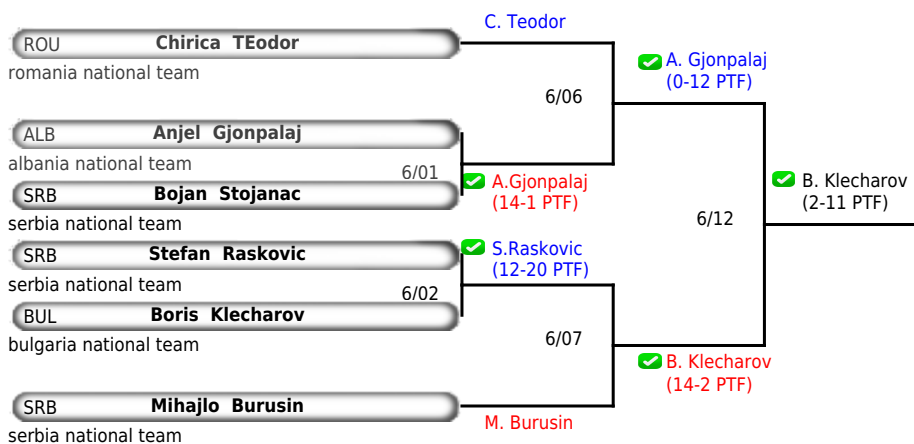 C. Teodor
ROU Chirica TEodor
romania national team
A. Gjonpalaj
(0-12 PTF)
6/06
ALB Anjel Gjonpalaj
albania national team
6/01
A.Gjonpalaj
(14-1 PTF)
SRB Bojan Stojanac
serbia national team
B. Klecharov
(2-11 PTF)
6/12
SRB Stefan Raskovic
serbia national team
S.Raskovic
(12-20 PTF)
6/02
BUL Boris Klecharov
bulgaria national team
6/07
B. Klecharov
(14-2 PTF)
SRB Mihajlo Burusin
serbia national team
M. Burusin